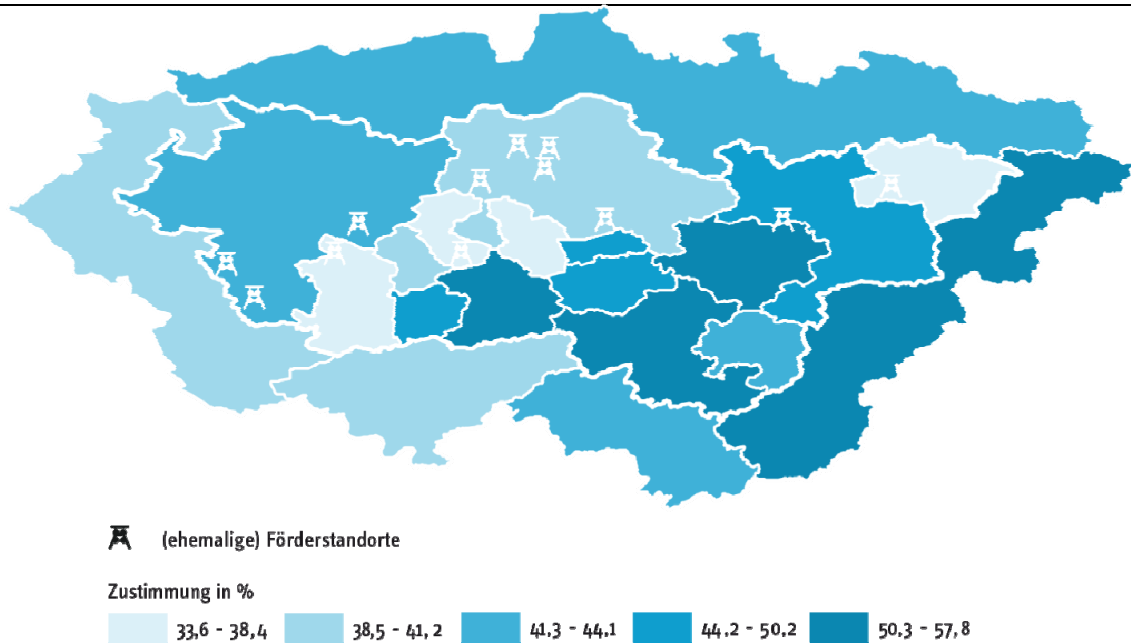 (ehemalige) Förderstandorte
Zustimmung in %
33,6 - 38,4 38,5 - 41,2 41,3 - 44,1 44,2 - 50,2 50,3 - 57,8